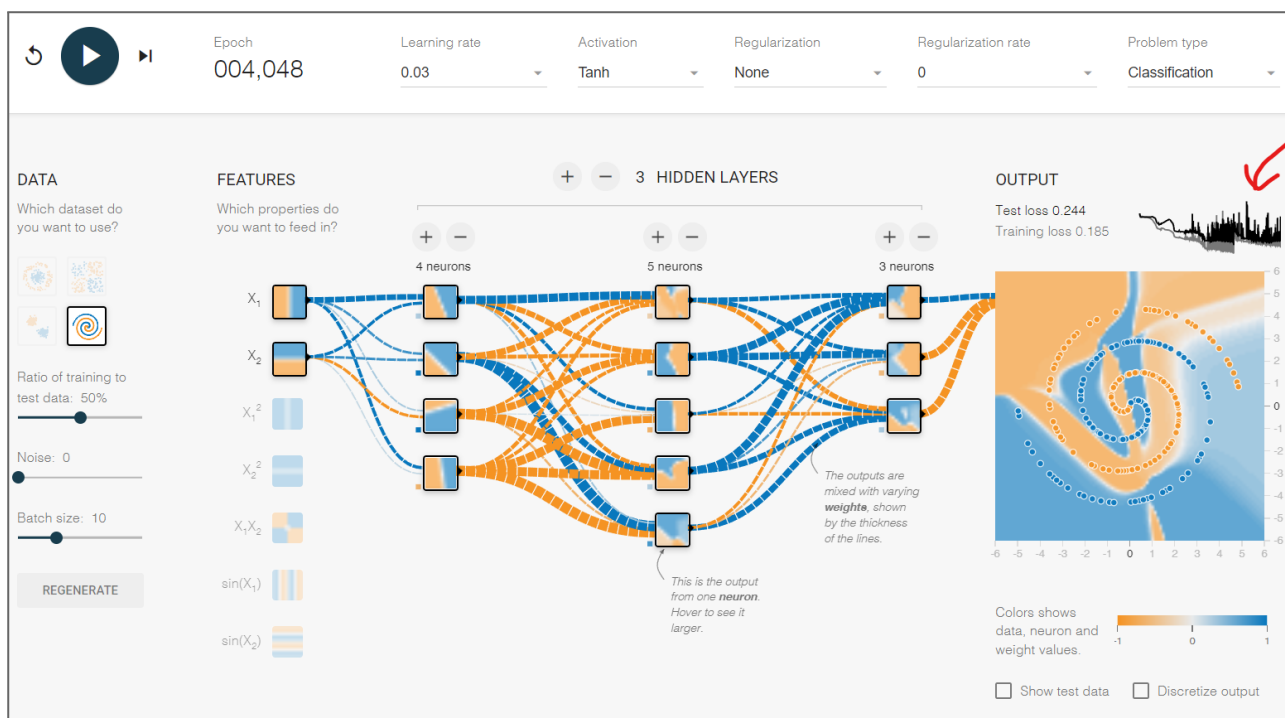 Epoch
004,048
Learning rate
0.03
Activation
Tanh
Regularization
None
Regularization rate
0
Problem type
Classification
DATA
Which dataset do
you want to use?
Ratio of training to
test data: 50%
Noise: 0
Batch size: 10
REGENERATE
FEATURES
Which properties do
you want to feed in?
X₁
X₂
X₁²
X₂²
X₁X₂
sin(X₁)
sin(X₂)
+ − 3 HIDDEN LAYERS
+ −
4 neurons
+ −
5 neurons
+ −
3 neurons
This is the output
from one neuron.
Hover to see it
larger.
The outputs are
mixed with varying
weights, shown
by the thickness
of the lines.
OUTPUT
Test loss 0.244
Training loss 0.185
6
5
4
3
2
1
0
-1
-2
-3
-4
-5
-6
-6 -5 -4 -3 -2 -1 0 1 2 3 4 5 6
Colors shows
data, neuron and
weight values.
-1 0 1
Show test data
Discretize output